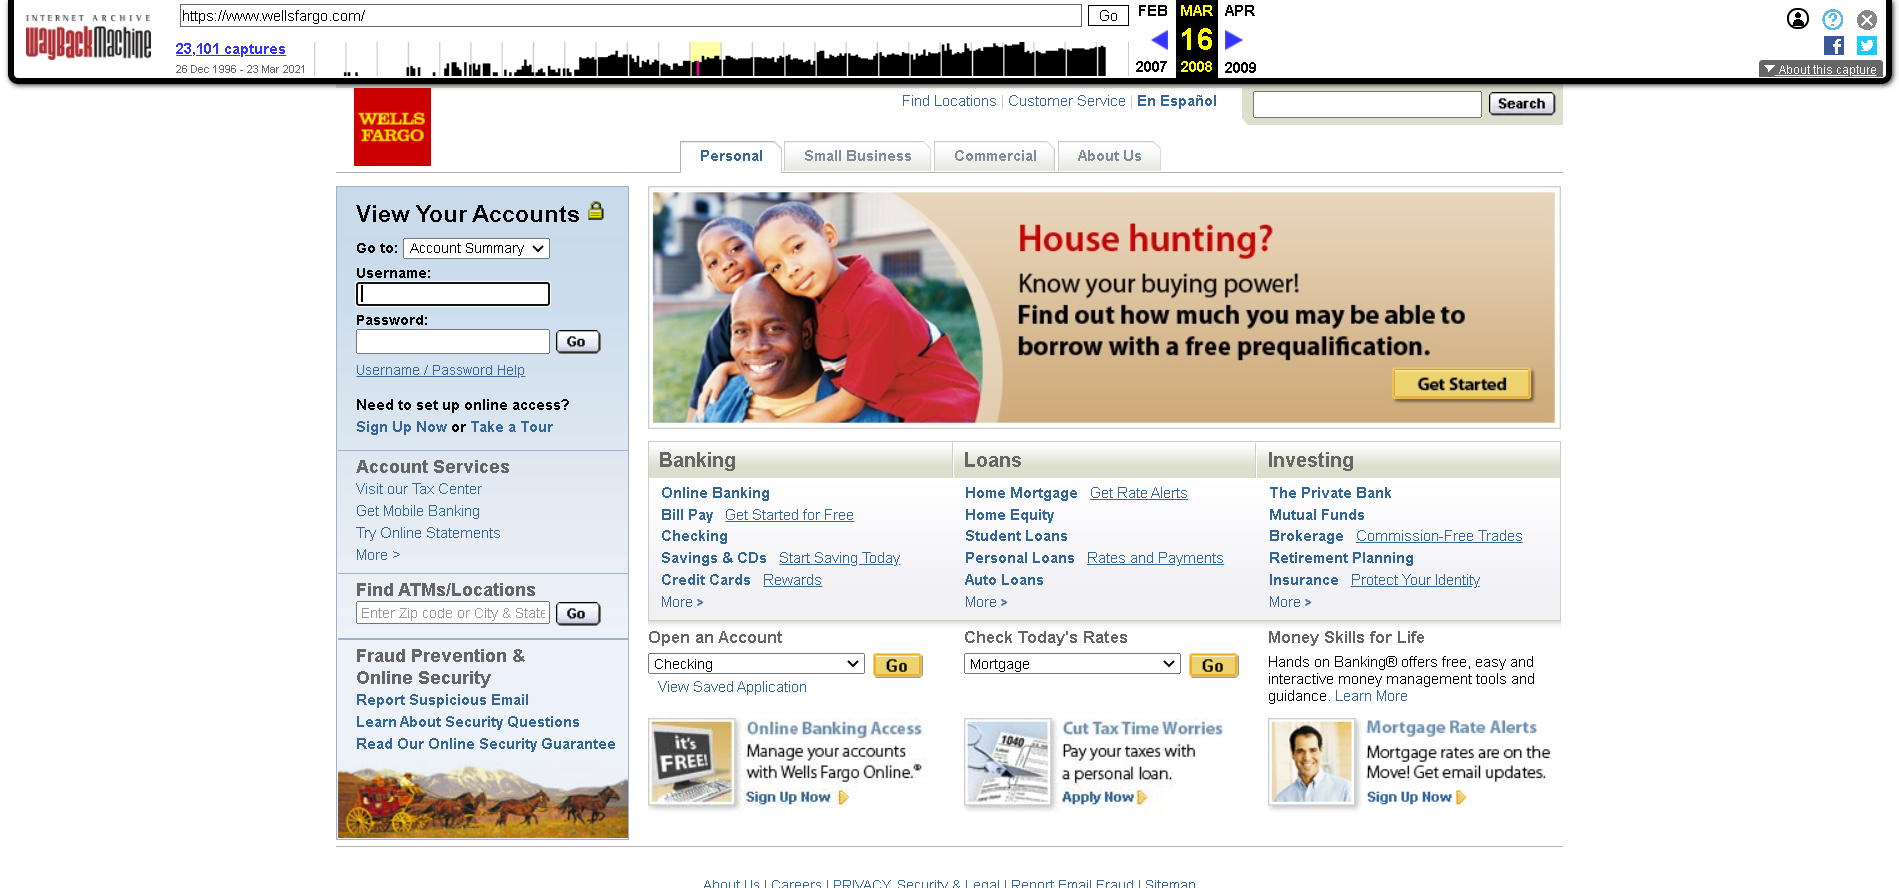 INTERNET ARCHIVE
WayBackMachine
https://www.wellsfargo.com/
Go
FEB MAR APR
23,101 captures
16
26 Dec 1996 - 23 Mar 2021
2007 2008 2009
About this capture
WELLS
FARGO
Find Locations | Customer Service | En Español
Search
Personal
Small Business
Commercial
About Us
View Your Accounts
Go to: Account Summary
Username:
Password:
Go
Username / Password Help
Need to set up online access?
Sign Up Now or Take a Tour
Account Services
Visit our Tax Center
Get Mobile Banking
Try Online Statements
More >
Find ATMs/Locations
Enter Zip code or City & State
Go
Fraud Prevention &
Online Security
Report Suspicious Email
Learn About Security Questions
Read Our Online Security Guarantee
House hunting?
Know your buying power!
Find out how much you may be able to
borrow with a free prequalification.
Get Started
Banking
Online Banking
Bill Pay Get Started for Free
Checking
Savings & CDs Start Saving Today
Credit Cards Rewards
More >
Loans
Home Mortgage Get Rate Alerts
Home Equity
Student Loans
Personal Loans Rates and Payments
Auto Loans
More >
Investing
The Private Bank
Mutual Funds
Brokerage Commission-Free Trades
Retirement Planning
Insurance Protect Your Identity
More >
Open an Account
Checking
Go
View Saved Application
Check Today's Rates
Mortgage
Go
Money Skills for Life
Hands on Banking® offers free, easy and
interactive money management tools and
guidance. Learn More
it's
FREE!
Online Banking Access
Manage your accounts
with Wells Fargo Online.®
Sign Up Now
1040
Cut Tax Time Worries
Pay your taxes with
a personal loan.
Apply Now
Mortgage Rate Alerts
Mortgage rates are on the
Move! Get email updates.
Sign Up Now
About Us | Careers | PRIVACY, Security & Legal | Report Email Fraud | Sitemap